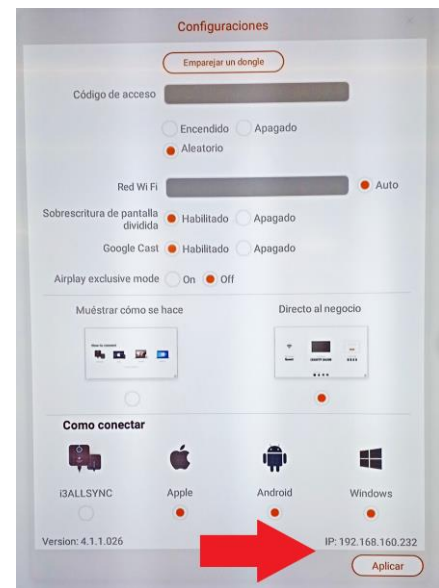 Configuraciones
Emparejar un dongle
Código de acceso
Encendido Apagado
Aleatorio
Red Wi Fi Auto
Sobrescritura de pantalla
dividida Habilitado Apagado
Google Cast Habilitado Apagado
Airplay exclusive mode On Off
Muéstrar cómo se hace Directo al negocio
Como conectar
i3ALLSYNC Apple Android Windows
Version: 4.1.1.026 IP: 192.168.160.232
Aplicar